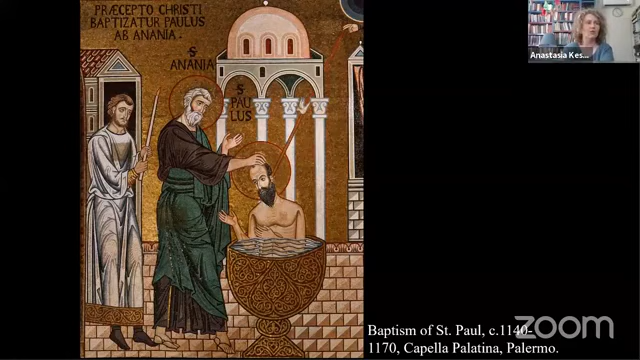 PRÆCEPTO CHRISTI
BAPTIZATUR PAULUS
AB ANANIA .
S
ANANIA
S
PAU
LUS
Anastasia Kes...
Baptism of St. Paul, c.1140-
1170, Capella Palatina, Palermo.
zoom